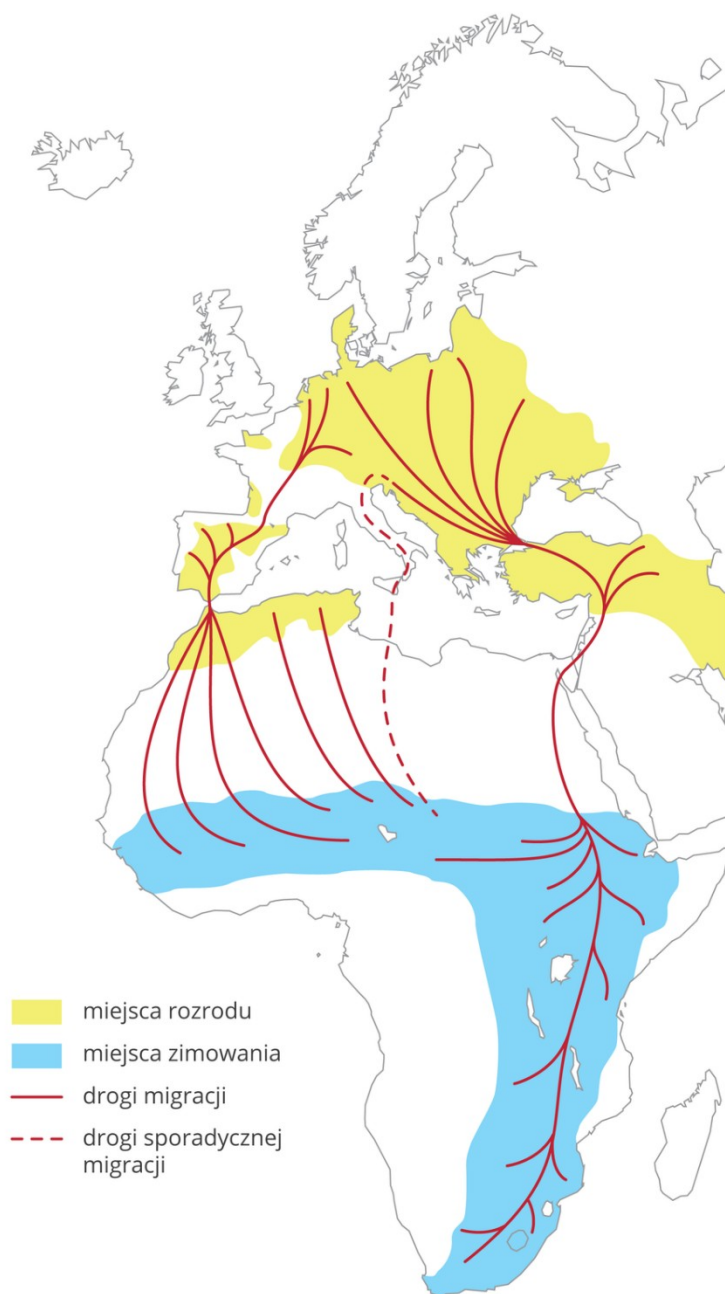 miejsca rozrodu
miejsca zimowania
drogi migracji
drogi sporadycznej
migracji